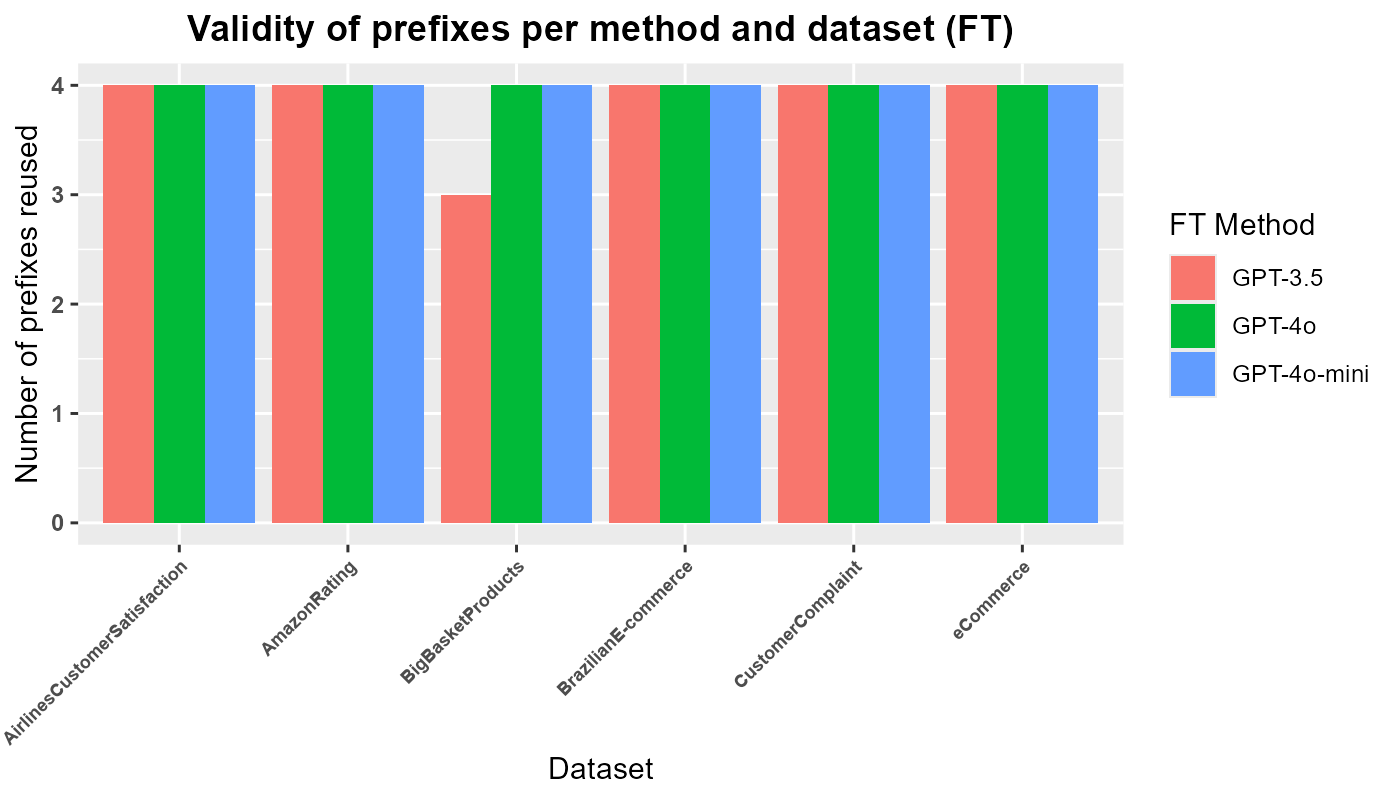 Validity of prefixes per method and dataset (FT)
Number of prefixes reused
4
3
2
1
0
AirlinesCustomerSatisfaction
AmazonRating
BigBasketProducts
BrazilianE-commerce
CustomerComplaint
eCommerce
Dataset
FT Method
GPT-3.5
GPT-4o
GPT-4o-mini